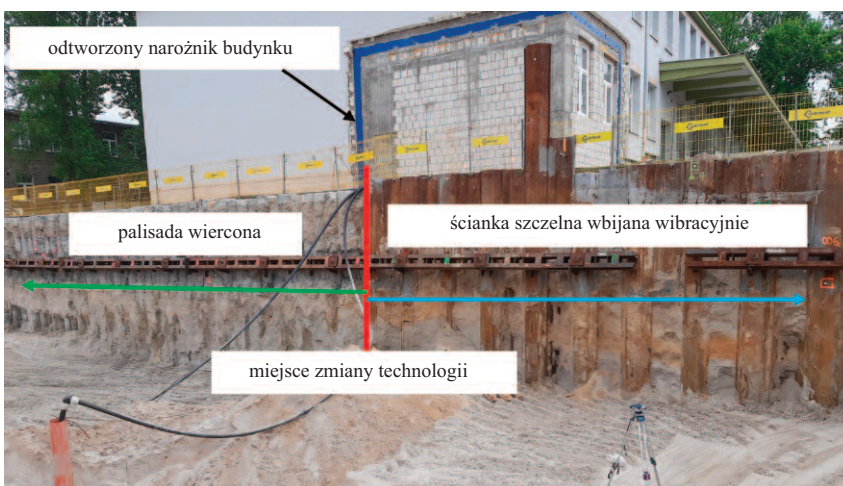 odtworzony narożnik budynku
palisada wiercona
ścianka szczelna wbijana wibracyjnie
miejsce zmiany technologii